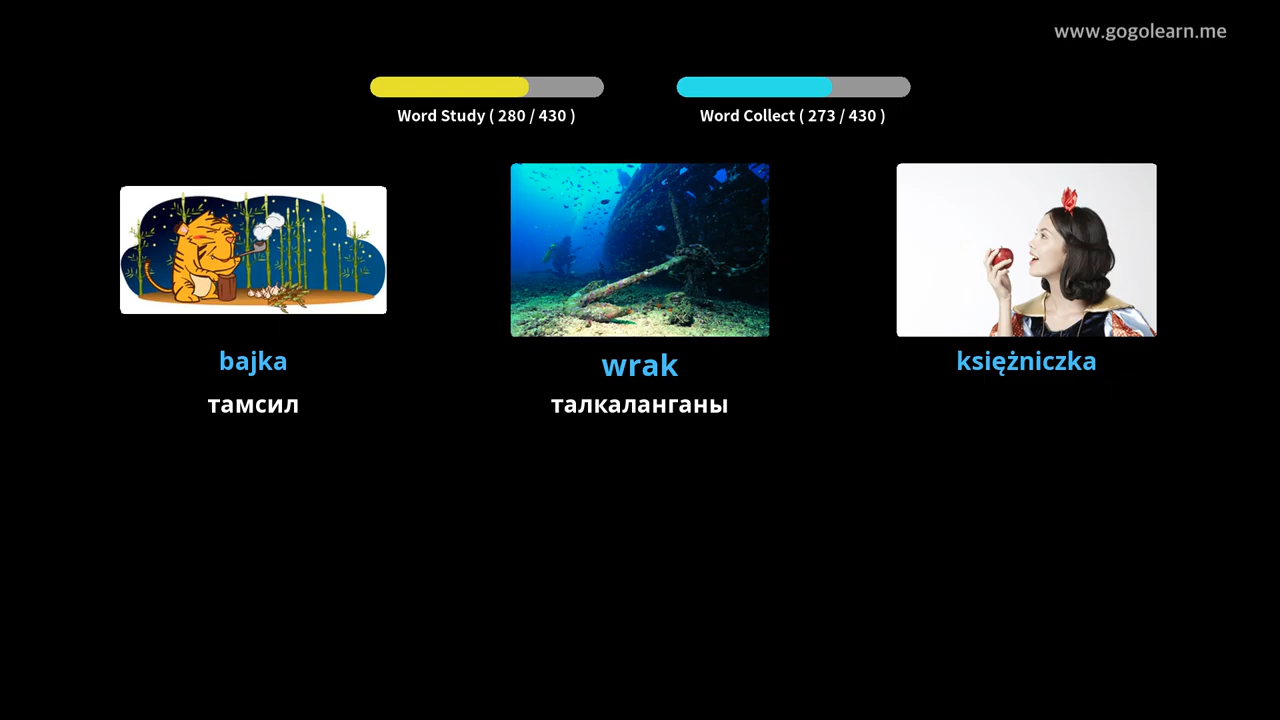 www.gogolearn.me
Word Study ( 280 / 430 )
Word Collect ( 273 / 430 )
bajka
wrak
księżniczka
тамсил
талкаланганы